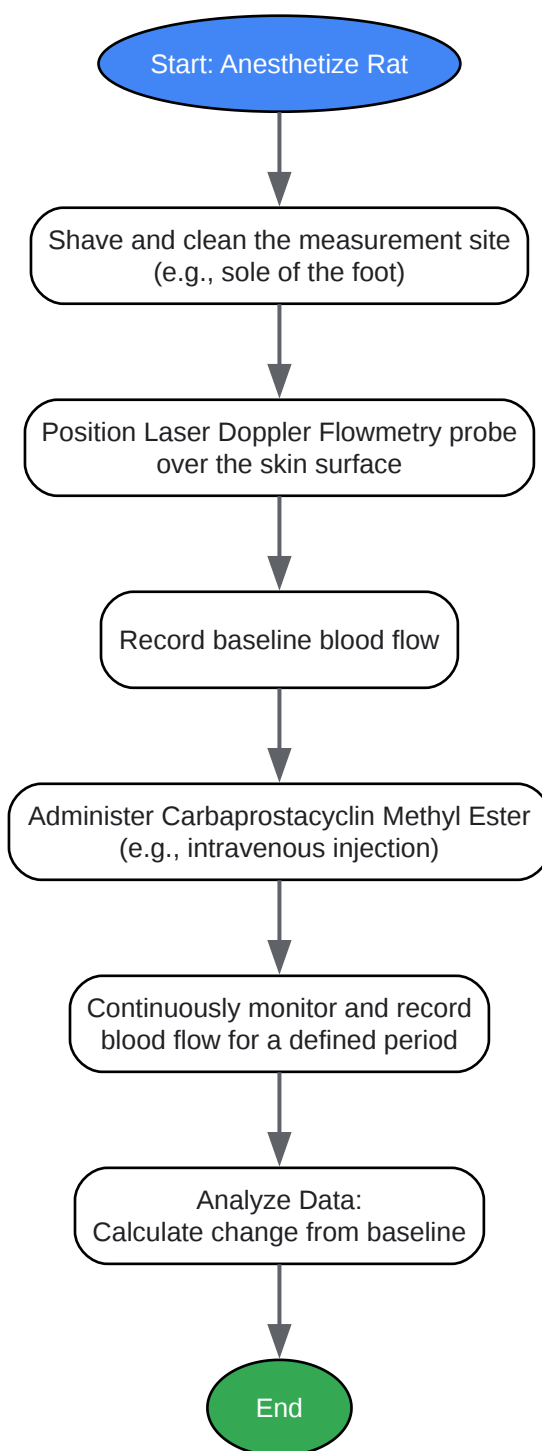 Start: Anesthetize Rat
Shave and clean the measurement site
(e.g., sole of the foot)
Position Laser Doppler Flowmetry probe
over the skin surface
Record baseline blood flow
Administer Carbaprostacyclin Methyl Ester
(e.g., intravenous injection)
Continuously monitor and record
blood flow for a defined period
Analyze Data:
Calculate change from baseline
End